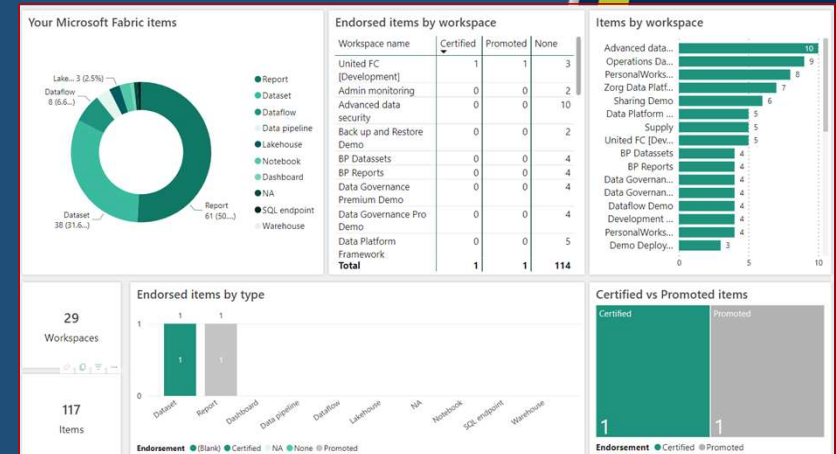 Your Microsoft Fabric items
Lake... 3 (2.5%)
Dataflow
8 (6.6...)
Dataset
38 (31.6...)
Report
61 (50....)
Report
Dataset
Dataflow
Data pipeline
Lakehouse
Notebook
Dashboard
NA
SQL endpoint
Warehouse
Endorsed items by workspace
Workspace name Certified Promoted None
United FC 1 1 3
[Development]
Admin monitoring 0 0 2
Advanced data 0 0 10
security
Back up and Restore 0 0 2
Demo
BP Datassets 0 0 4
BP Reports 0 0 4
Data Governance 0 0 4
Premium Demo
Data Governance Pro 0 0 4
Demo
Data Platform 0 0 5
Framework
Total 1 1 114
Items by workspace
Advanced data... 10
Operations Da... 9
PersonalWorks... 8
Zorg Data Platf... 7
Sharing Demo 6
Data Platform ... 5
Supply 5
United FC [Dev... 5
BP Datassets 4
BP Reports 4
Data Governan... 4
Data Governan... 4
Dataflow Demo 4
Development ... 4
PersonalWorks... 4
Demo Deploy... 3
0 5 10
29
Workspaces
117
Items
Endorsed items by type
1 1 1
1 1
0
Dataset Report Dashboard Data pipeline Dataflow Lakehouse NA Notebook SQL endpoint Warehouse
Endorsement (Blank) Certified NA None Promoted
Certified vs Promoted items
Certified Promoted
1 1
Endorsement Certified Promoted